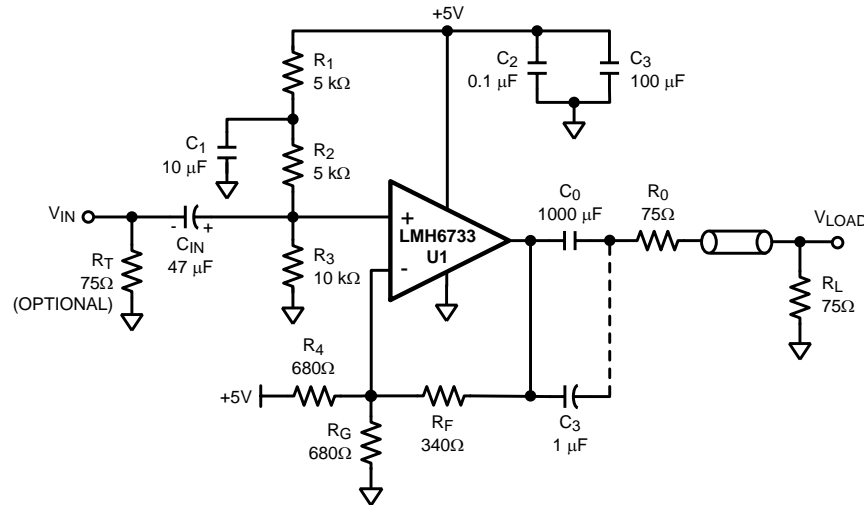 +5V
R1
5 kΩ
C2
0.1 µF
C3
100 µF
C1
10 µF
R2
5 kΩ
VIN
- +
CIN
47 µF
RT
75Ω
(OPTIONAL)
R3
10 kΩ
+
LMH6733
U1
-
C0
1000 µF
R0
75Ω
VLOAD
RL
75Ω
R4
680Ω
+5V
RG
680Ω
RF
340Ω
C3
1 µF